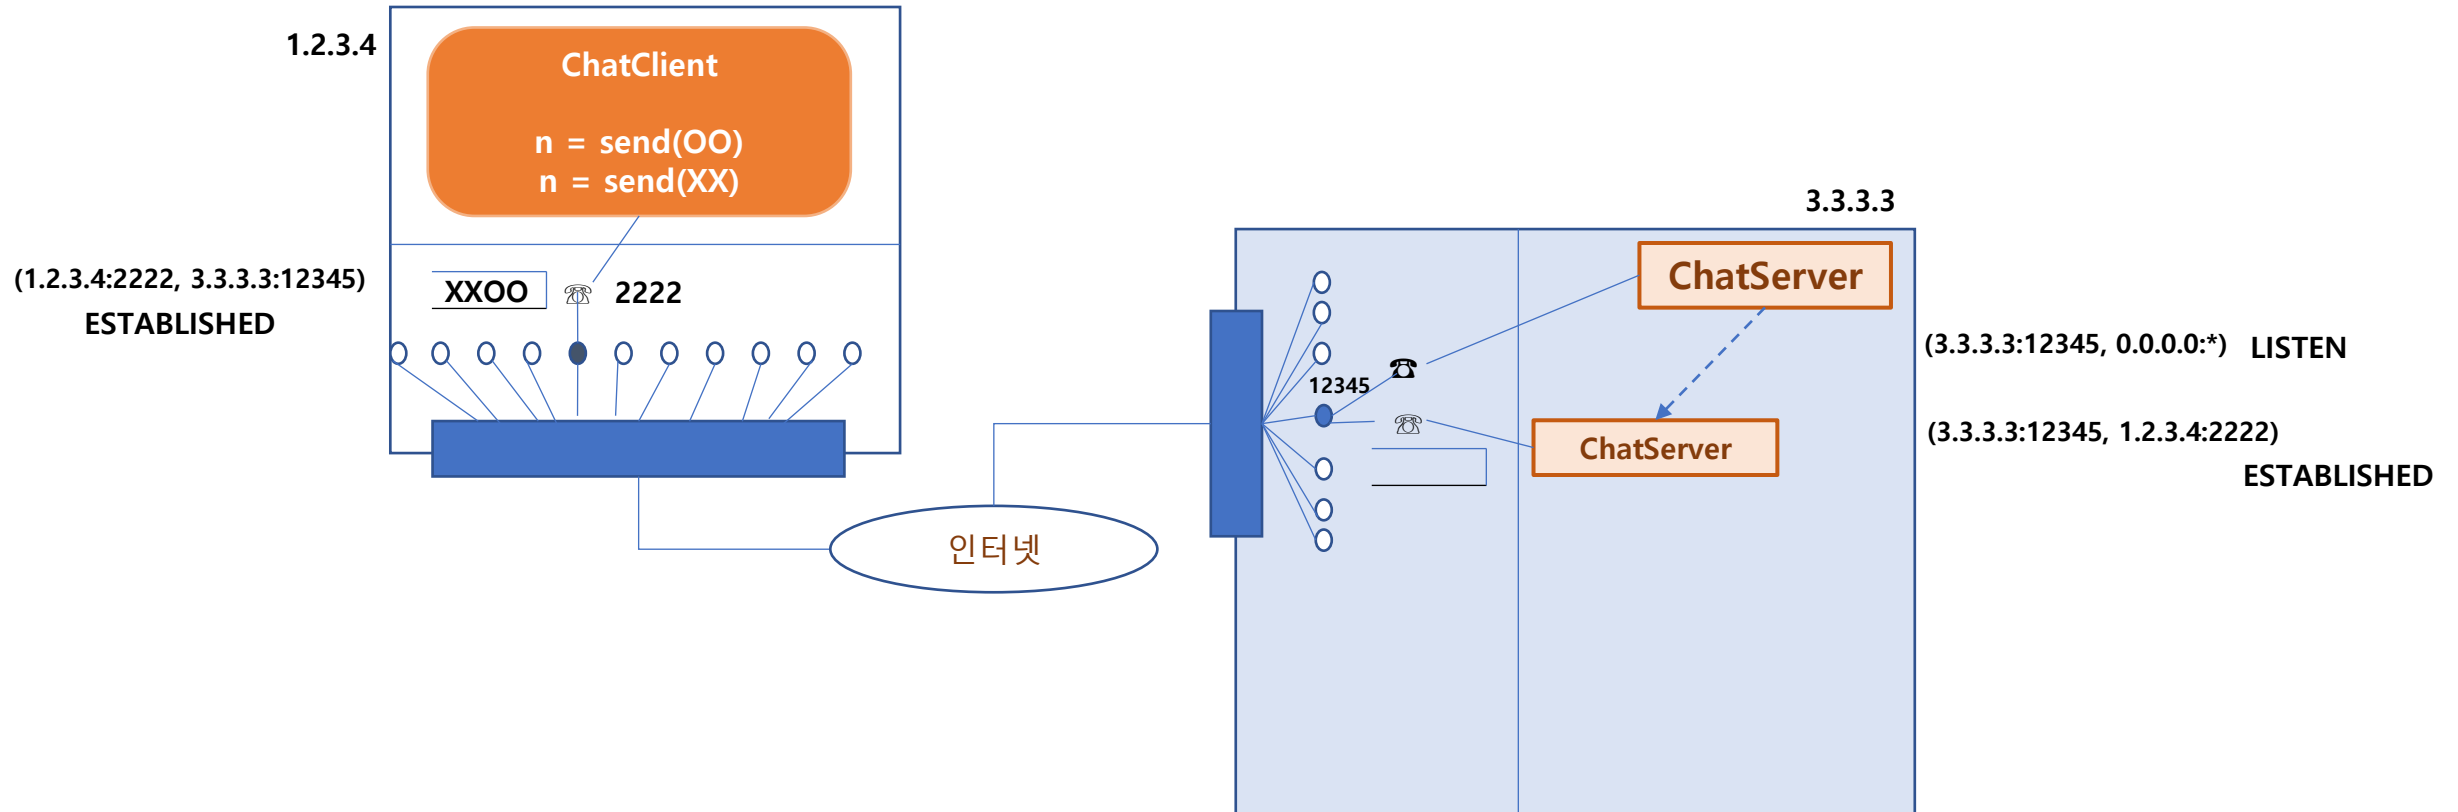 1.2.3.4
ChatClient
n = send(OO)
n = send(XX)
(1.2.3.4:2222, 3.3.3.3:12345)
ESTABLISHED
XXOO
☏ 2222
인터넷
3.3.3.3
ChatServer
(3.3.3.3:12345, 0.0.0.0:*) LISTEN
12345
☎
☏
ChatServer
(3.3.3.3:12345, 1.2.3.4:2222)
ESTABLISHED